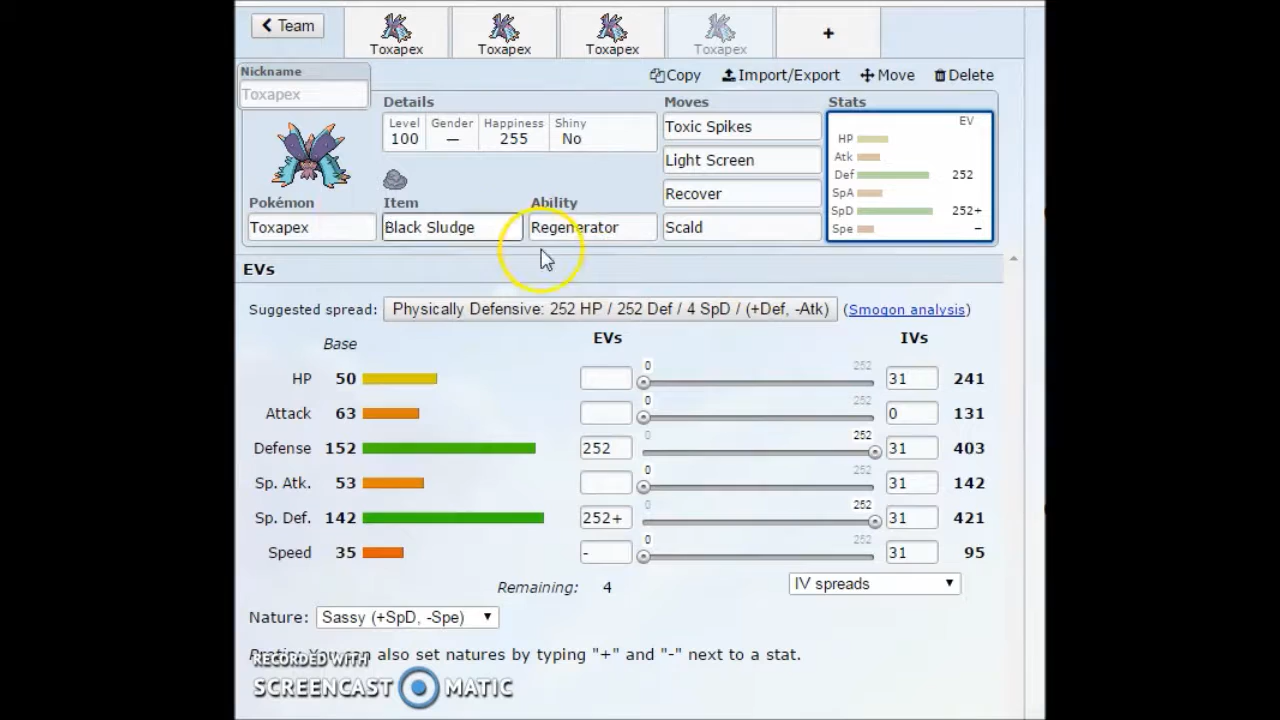 Team
Toxapex
Toxapex
Toxapex
Toxapex
+
Nickname
Toxapex
Copy
Import/Export
Move
Delete
Details
Moves
Stats
Level
100
Gender
—
Happiness
255
Shiny
No
Toxic Spikes
Light Screen
Recover
Scald
EV
HP
Atk
Def 252
SpA
SpD 252+
Spe –
Pokémon
Toxapex
Item
Black Sludge
Ability
Regenerator
EVs
Suggested spread: Physically Defensive: 252 HP / 252 Def / 4 SpD / (+Def, -Atk) (Smogon analysis)
Base EVs IVs
0 252
HP 50 31 241
0 252
Attack 63 0 131
0 252
Defense 152 252 31 403
0 252
Sp. Atk. 53 31 142
0 252
Sp. Def. 142 252+ 31 421
0 252
Speed 35 - 31 95
Remaining: 4
IV spreads
Nature: Sassy (+SpD, -Spe)
Protip: You can also set natures by typing "+" and "-" next to a stat.
RECORDED WITH
SCREENCAST MATIC